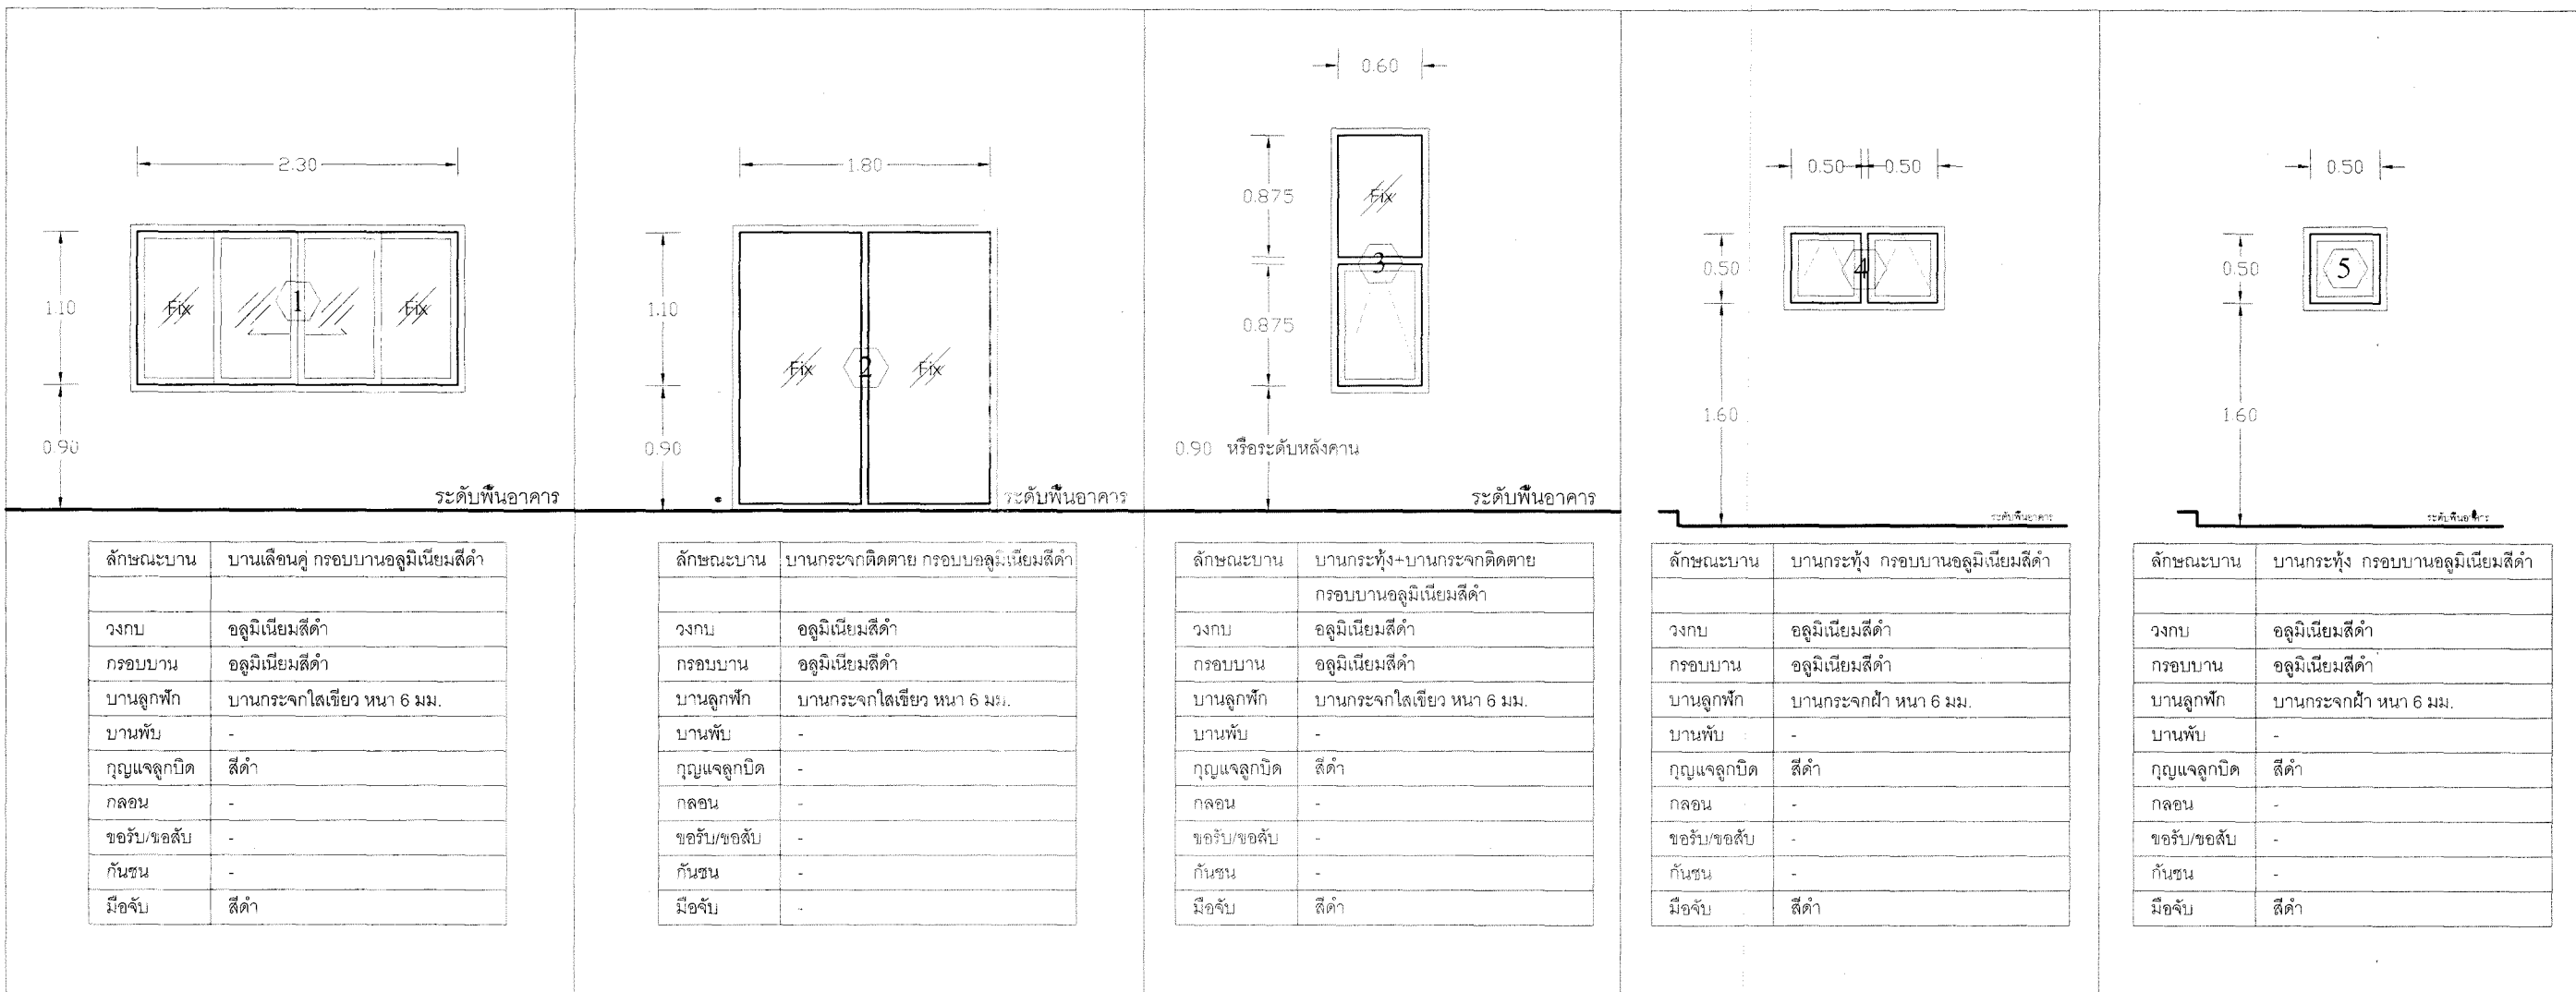 2.30
1.10
0.90
Fix
1
Fix
ระดับพื้นอาคาร
ลักษณะบาน บานเลื่อนคู่ กรอบบานอลูมิเนียมสีดำ
วงกบ อลูมิเนียมสีดำ
กรอบบาน อลูมิเนียมสีดำ
บานลูกฟัก บานกระจกใสเขียว หนา 6 มม.
บานพับ -
กุญแจลูกบิด สีดำ
กลอน -
ขอรับ/ขอสับ -
กันชน -
มือจับ สีดำ
1.80
1.10
0.90
Fix
2
Fix
ระดับพื้นอาคาร
ลักษณะบาน บานกระจกติดตาย กรอบบอลูมิเนียมสีดำ
วงกบ อลูมิเนียมสีดำ
กรอบบาน อลูมิเนียมสีดำ
บานลูกฟัก บานกระจกใสเขียว หนา 6 มม.
บานพับ -
กุญแจลูกบิด -
กลอน -
ขอรับ/ขอสับ -
กันชน -
มือจับ -
0.60
0.875
Fix
3
0.875
0.90 หรือระดับหลังคาน
ระดับพื้นอาคาร
ลักษณะบาน บานกระทุ้ง+บานกระจกติดตาย
กรอบบานอลูมิเนียมสีดำ
วงกบ อลูมิเนียมสีดำ
กรอบบาน อลูมิเนียมสีดำ
บานลูกฟัก บานกระจกใสเขียว หนา 6 มม.
บานพับ -
กุญแจลูกบิด สีดำ
กลอน -
ขอรับ/ขอสับ -
กันชน -
มือจับ สีดำ
0.50 0.50
0.50
4
1.60
ระดับพื้นอาคาร
ลักษณะบาน บานกระทุ้ง กรอบบานอลูมิเนียมสีดำ
วงกบ อลูมิเนียมสีดำ
กรอบบาน อลูมิเนียมสีดำ
บานลูกฟัก บานกระจกฝ้า หนา 6 มม.
บานพับ -
กุญแจลูกบิด สีดำ
กลอน -
ขอรับ/ขอสับ -
กันชน -
มือจับ สีดำ
0.50
0.50
5
1.60
ระดับพื้นอาคาร
ลักษณะบาน บานกระทุ้ง กรอบบานอลูมิเนียมสีดำ
วงกบ อลูมิเนียมสีดำ
กรอบบาน อลูมิเนียมสีดำ
บานลูกฟัก บานกระจกฝ้า หนา 6 มม.
บานพับ -
กุญแจลูกบิด สีดำ
กลอน -
ขอรับ/ขอสับ -
กันชน -
มือจับ สีดำ